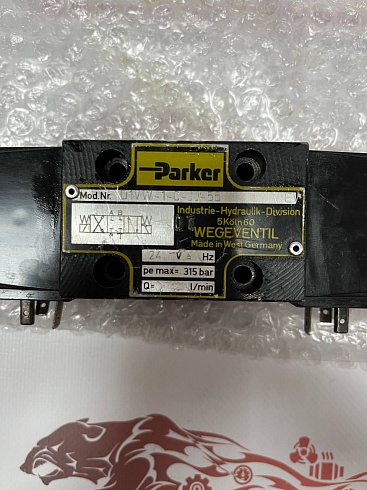 Parker
Mod.Nr.
Industrie-Hydraulik-Division
5Köln60
A B
WEGEVENTIL
Made in West Germany
24 V = Hz
pe max= 315 bar
Q= l/min